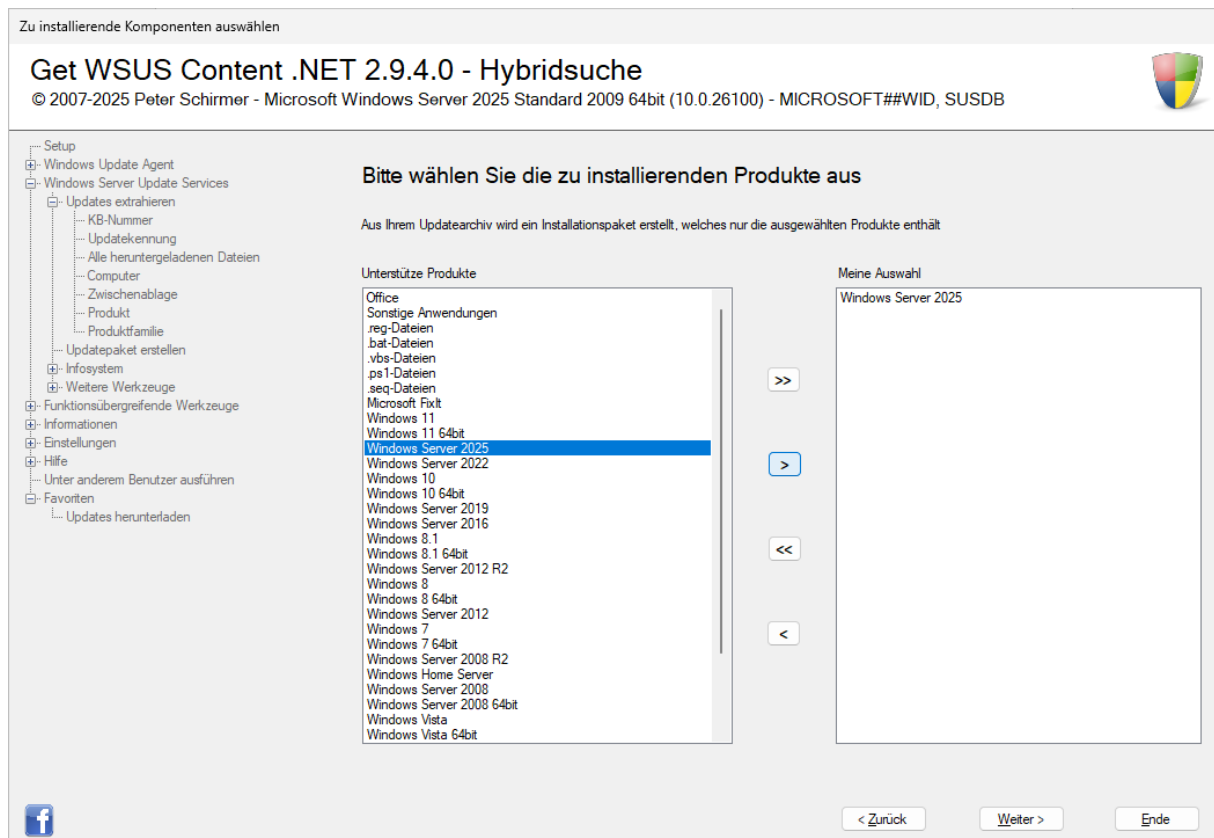 Zu installierende Komponenten auswählen
Get WSUS Content .NET 2.9.4.0 - Hybridsuche
© 2007-2025 Peter Schirmer - Microsoft Windows Server 2025 Standard 2009 64bit (10.0.26100) - MICROSOFT##WID, SUSDB
Setup
Windows Update Agent
Windows Server Update Services
Updates extrahieren
KB-Nummer
Updatekennung
Alle heruntergeladenen Dateien
Computer
Zwischenablage
Produkt
Produktfamilie
Updatepaket erstellen
Infosystem
Weitere Werkzeuge
Funktionsübergreifende Werkzeuge
Informationen
Einstellungen
Hilfe
Unter anderem Benutzer ausführen
Favoriten
Updates herunterladen
Bitte wählen Sie die zu installierenden Produkte aus
Aus Ihrem Updatearchiv wird ein Installationspaket erstellt, welches nur die ausgewählten Produkte enthält
Unterstütze Produkte
Office
Sonstige Anwendungen
.reg-Dateien
.bat-Dateien
.vbs-Dateien
.ps1-Dateien
.seq-Dateien
Microsoft FixIt
Windows 11
Windows 11 64bit
Windows Server 2025
Windows Server 2022
Windows 10
Windows 10 64bit
Windows Server 2019
Windows Server 2016
Windows 8.1
Windows 8.1 64bit
Windows Server 2012 R2
Windows 8
Windows 8 64bit
Windows Server 2012
Windows 7
Windows 7 64bit
Windows Server 2008 R2
Windows Home Server
Windows Server 2008
Windows Server 2008 64bit
Windows Vista
Windows Vista 64bit
>>
>
<<
<
Meine Auswahl
Windows Server 2025
f
< Zurück
Weiter >
Ende